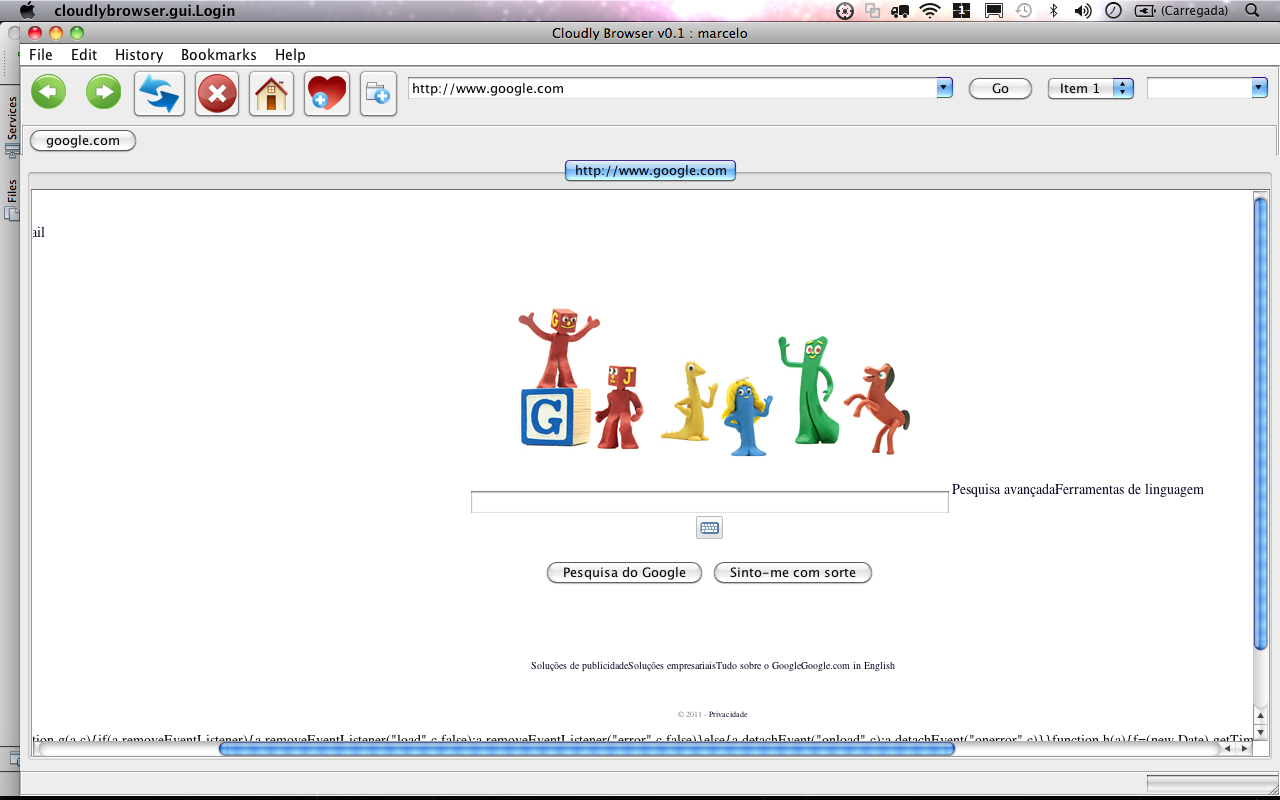 cloudlybrowser.gui.Login (Carregada)
Cloudly Browser v0.1 : marcelo
File Edit History Bookmarks Help
http://www.google.com Go Item 1
Services
Files
google.com
http://www.google.com
ail
G
J
G
Pesquisa avançadaFerramentas de linguagem
Pesquisa do Google Sinto-me com sorte
Soluções de publicidadeSoluções empresariaisTudo sobre o GoogleGoogle.com in English
© 2011 - Privacidade
tion g(a,c){if(a.removeEventListener){a.removeEventListener("load",c,false);a.removeEventListener("error",c,false)}else{a.detachEvent("onload",c);a.detachEvent("onerror",c)}}function h(a){f=(new Date).getTim